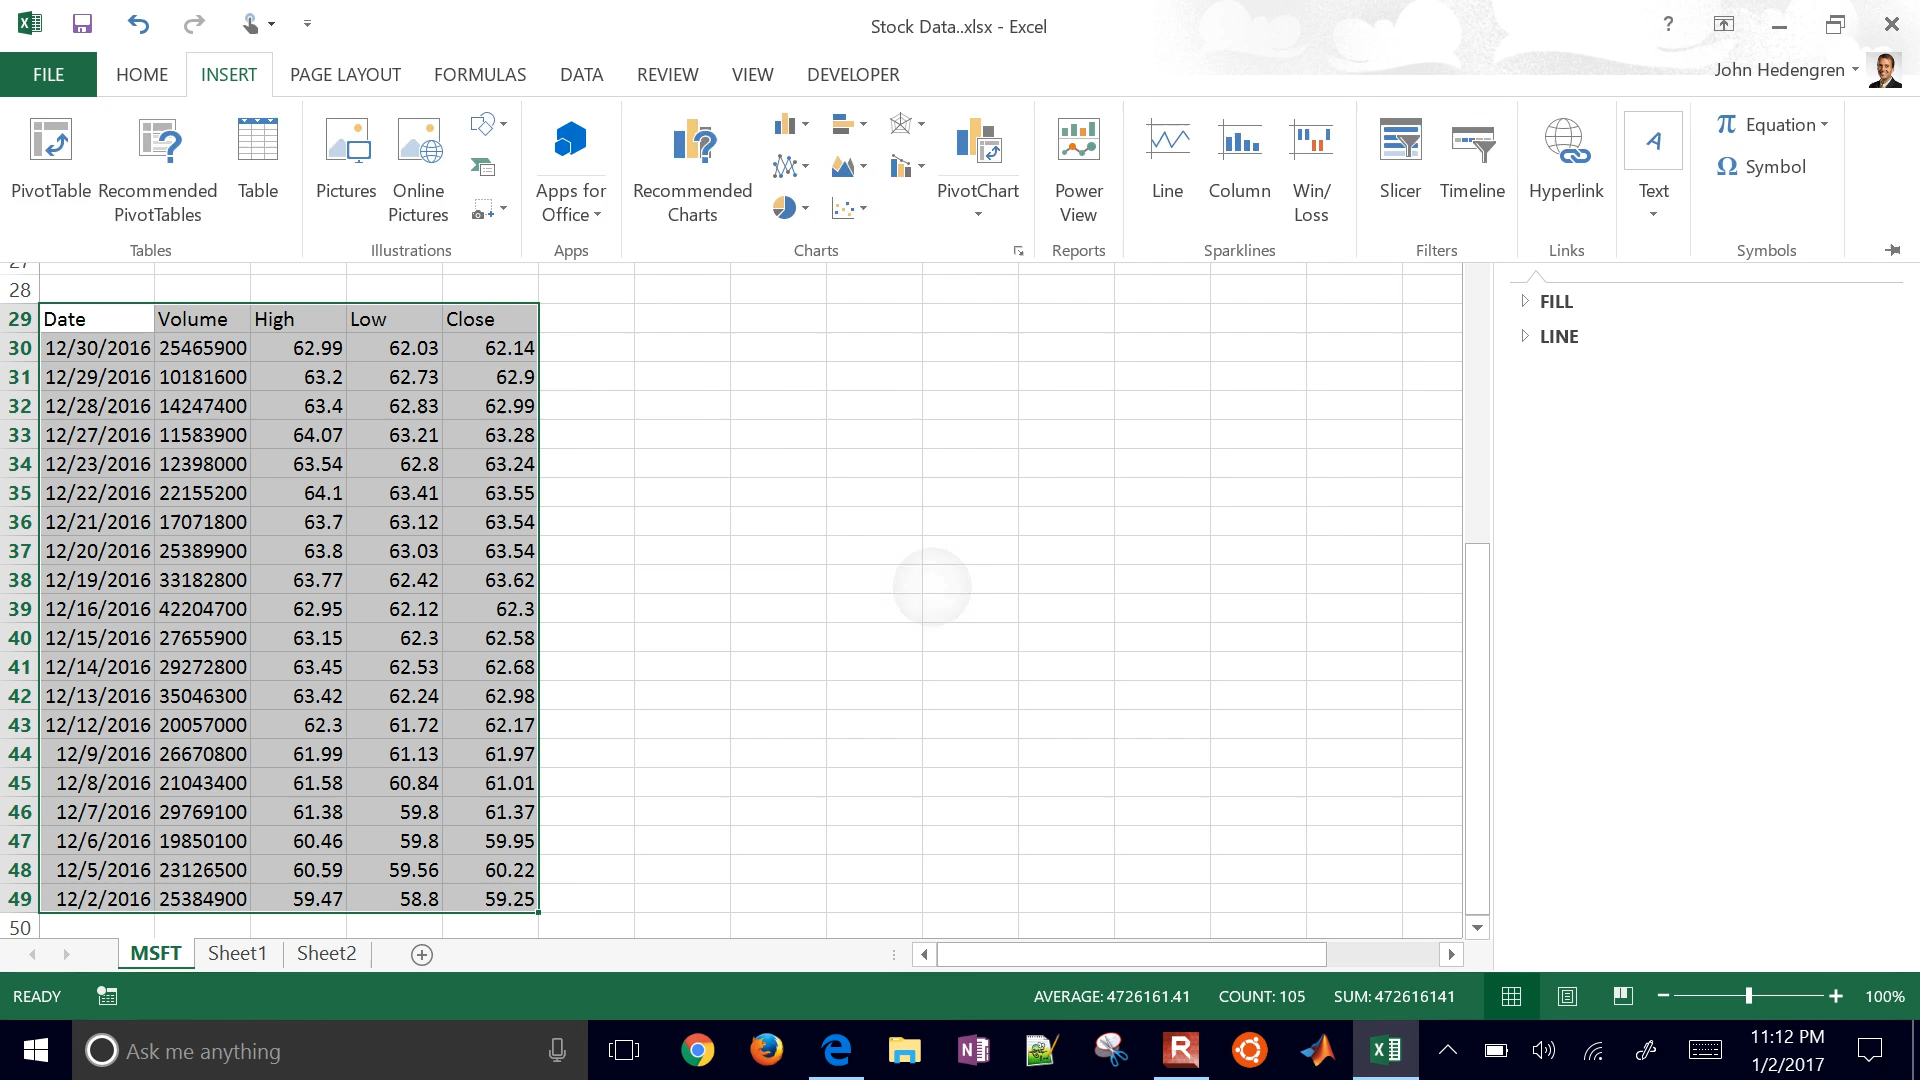 Stock Data..xlsx - Excel
?
FILE HOME INSERT PAGE LAYOUT FORMULAS DATA REVIEW VIEW DEVELOPER
John Hedengren
PivotTable
Recommended
PivotTables
Table
Tables
Pictures
Online
Pictures
Illustrations
Apps for
Office
Apps
Recommended
Charts
PivotChart
Charts
Power
View
Reports
Line
Column
Win/
Loss
Sparklines
Slicer
Timeline
Filters
Hyperlink
Links
A
Text
π Equation
Ω Symbol
Symbols
27
28
29 Date Volume High Low Close
30 12/30/2016 25465900 62.99 62.03 62.14
31 12/29/2016 10181600 63.2 62.73 62.9
32 12/28/2016 14247400 63.4 62.83 62.99
33 12/27/2016 11583900 64.07 63.21 63.28
34 12/23/2016 12398000 63.54 62.8 63.24
35 12/22/2016 22155200 64.1 63.41 63.55
36 12/21/2016 17071800 63.7 63.12 63.54
37 12/20/2016 25389900 63.8 63.03 63.54
38 12/19/2016 33182800 63.77 62.42 63.62
39 12/16/2016 42204700 62.95 62.12 62.3
40 12/15/2016 27655900 63.15 62.3 62.58
41 12/14/2016 29272800 63.45 62.53 62.68
42 12/13/2016 35046300 63.42 62.24 62.98
43 12/12/2016 20057000 62.3 61.72 62.17
44 12/9/2016 26670800 61.99 61.13 61.97
45 12/8/2016 21043400 61.58 60.84 61.01
46 12/7/2016 29769100 61.38 59.8 61.37
47 12/6/2016 19850100 60.46 59.8 59.95
48 12/5/2016 23126500 60.59 59.56 60.22
49 12/2/2016 25384900 59.47 58.8 59.25
50
FILL
LINE
MSFT Sheet1 Sheet2
READY
AVERAGE: 4726161.41 COUNT: 105 SUM: 472616141
100%
Ask me anything
11:12 PM
1/2/2017